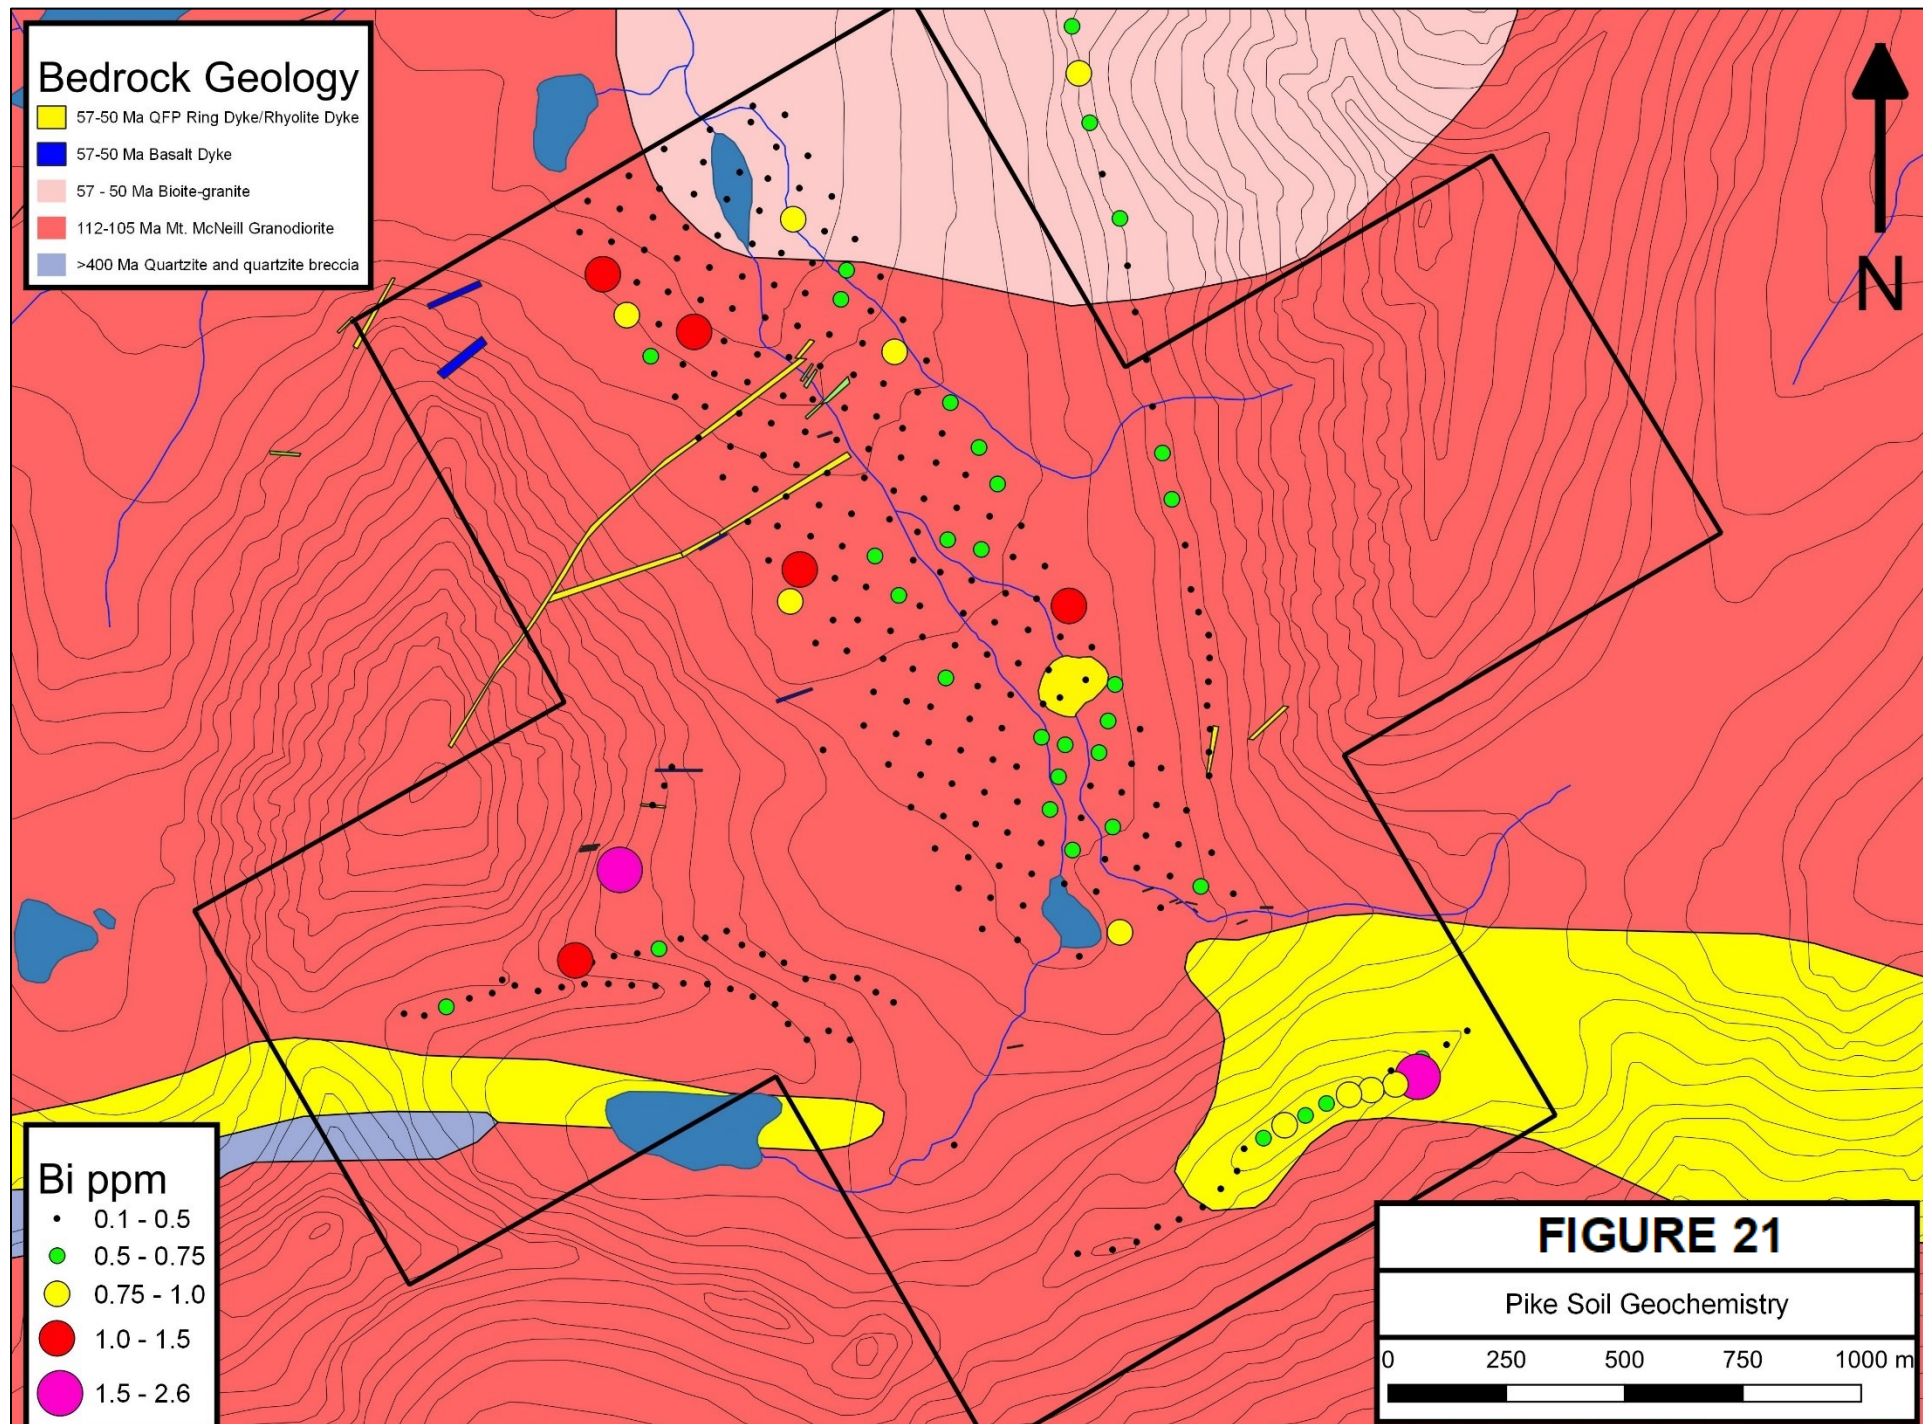 Bedrock Geology
57-50 Ma QFP Ring Dyke/Rhyolite Dyke
57-50 Ma Basalt Dyke
57 - 50 Ma Bioite-granite
112-105 Ma Mt. McNeill Granodiorite
>400 Ma Quartzite and quartzite breccia
N
Bi ppm
0.1 - 0.5
0.5 - 0.75
0.75 - 1.0
1.0 - 1.5
1.5 - 2.6
FIGURE 21
Pike Soil Geochemistry
0 250 500 750 1000 m